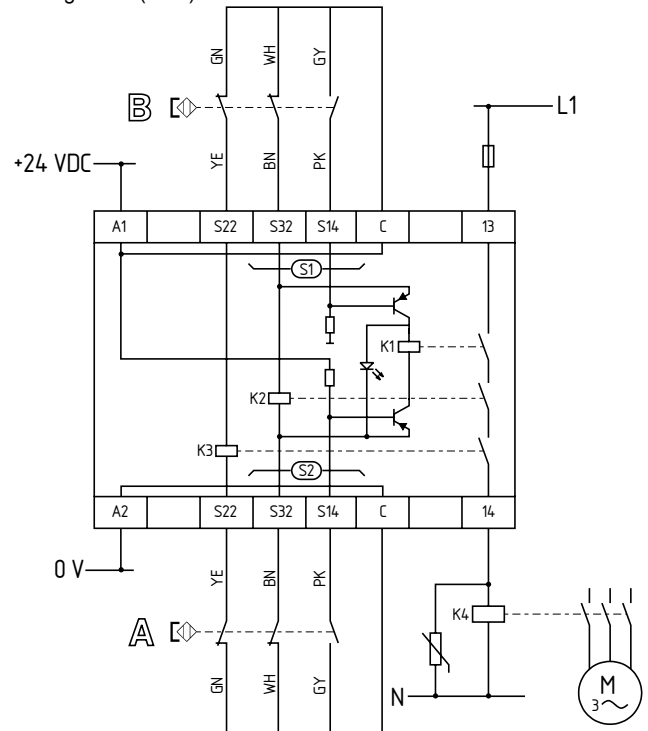 GN WH GY
B
L1
YE BN PK
+24 VDC
A1 S22 S32 S14 C 13
S1
K1
K2
K3
S2
A2 S22 S32 S14 C 14
0 V
YE BN PK
K4
A
GN WH GY
N
M
3